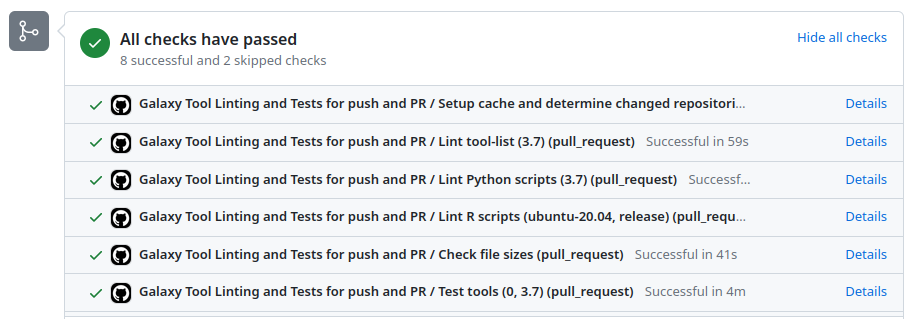 All checks have passed
Hide all checks
8 successful and 2 skipped checks
Galaxy Tool Linting and Tests for push and PR / Setup cache and determine changed repositori... Details
Galaxy Tool Linting and Tests for push and PR / Lint tool-list (3.7) (pull_request) Successful in 59s Details
Galaxy Tool Linting and Tests for push and PR / Lint Python scripts (3.7) (pull_request) Successf... Details
Galaxy Tool Linting and Tests for push and PR / Lint R scripts (ubuntu-20.04, release) (pull_requ... Details
Galaxy Tool Linting and Tests for push and PR / Check file sizes (pull_request) Successful in 41s Details
Galaxy Tool Linting and Tests for push and PR / Test tools (0, 3.7) (pull_request) Successful in 4m Details